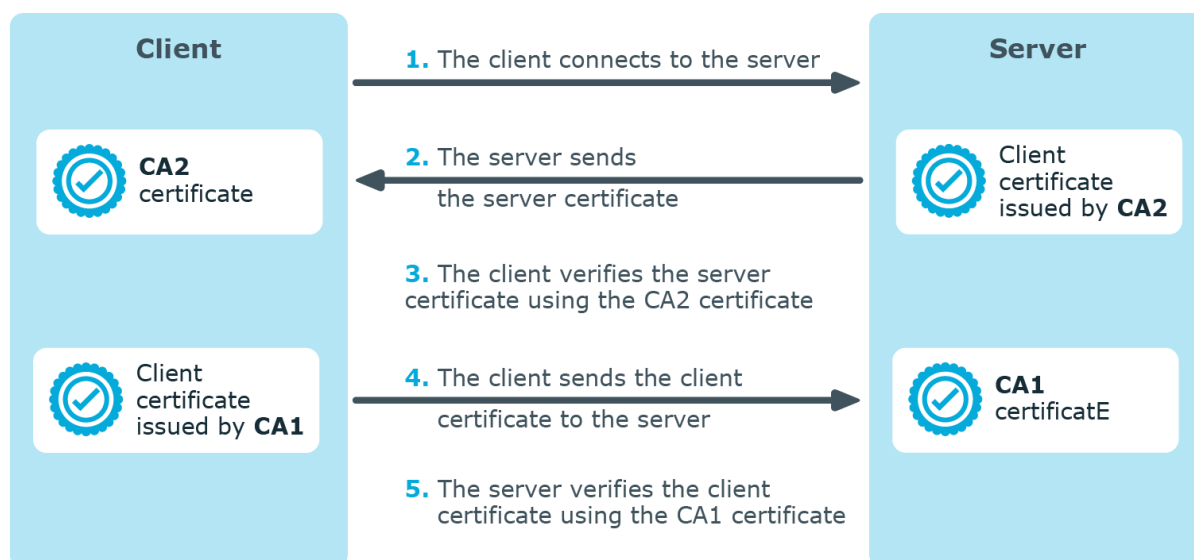 Client
CA2
certificate
Client
certificate
issued by CA1
1. The client connects to the server
2. The server sends
the server certificate
3. The client verifies the server
certificate using the CA2 certificate
4. The client sends the client
certificate to the server
5. The server verifies the client
certificate using the CA1 certificate
Server
Client
certificate
issued by CA2
CA1
certificatE